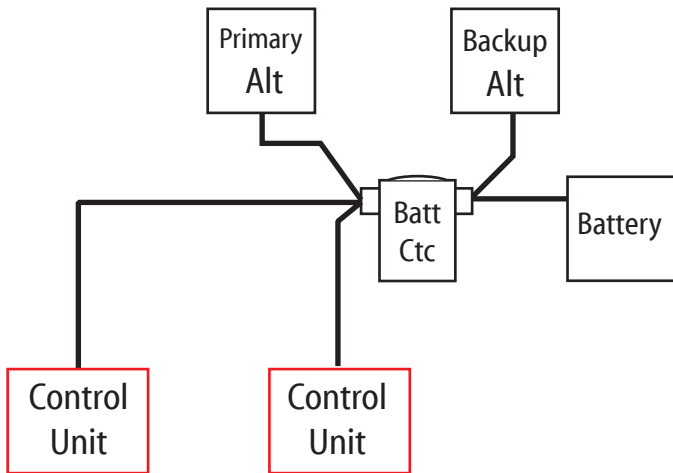 Primary
Alt
Backup
Alt
Batt
Ctc
Battery
Control
Unit
Control
Unit